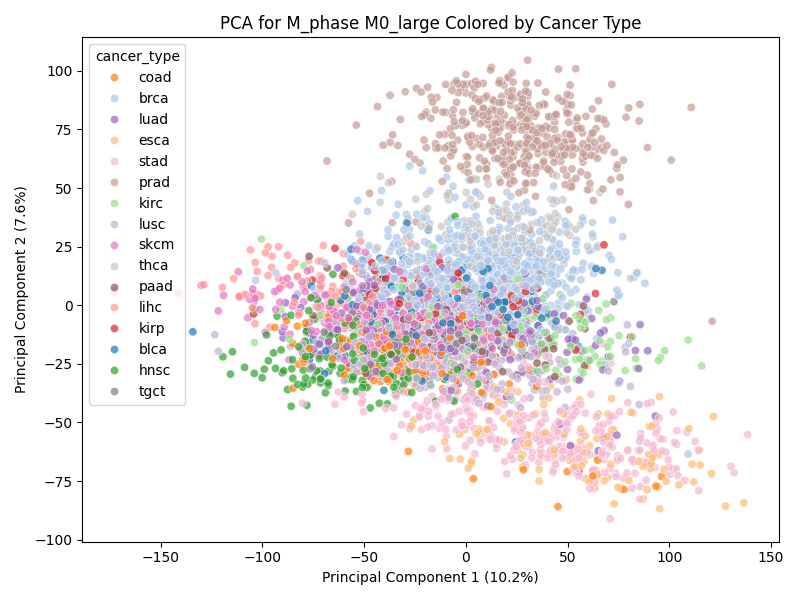 PCA for M_phase M0_large Colored by Cancer Type
cancer_type
coad
brca
luad
esca
stad
prad
kirc
lusc
skcm
thca
paad
lihc
kirp
blca
hnsc
tgct
100
75
50
25
0
−25
−50
−75
−100
Principal Component 2 (7.6%)
−150
−100
−50
0
50
100
150
Principal Component 1 (10.2%)